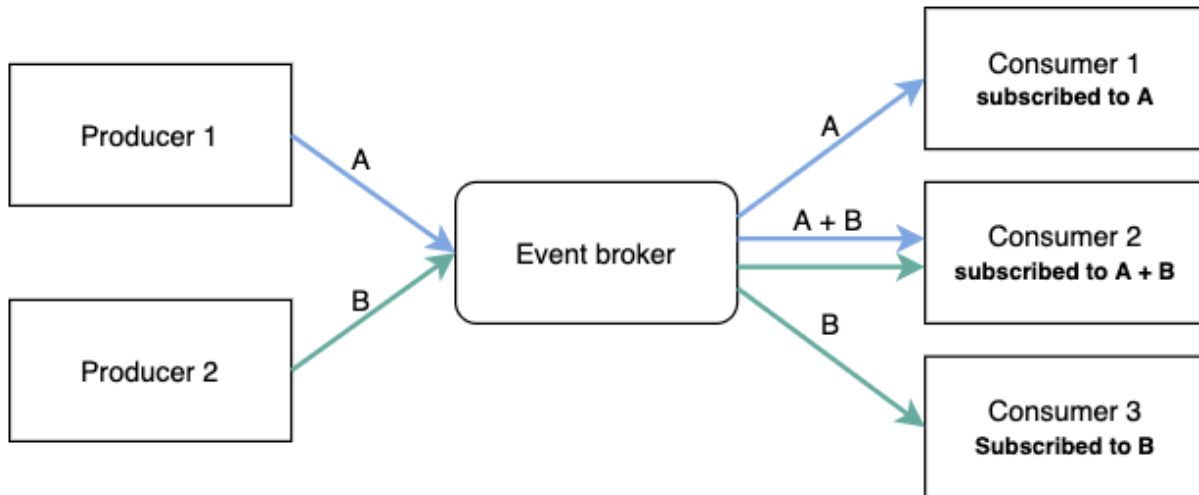 Producer 1
A
Producer 2
B
Event broker
A
A + B
B
Consumer 1
subscribed to A
Consumer 2
subscribed to A + B
Consumer 3
Subscribed to B